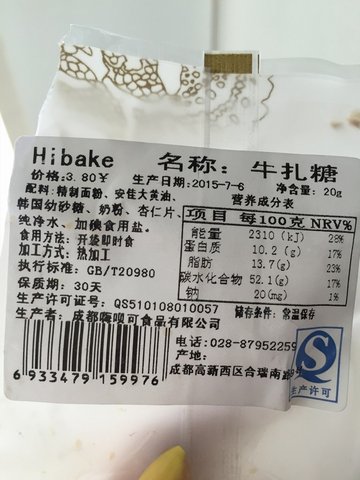 Hibake 名称：牛扎糖
价格:3.80¥ 生产日期:2015-7-6 净含量: 20g
配料:精制面粉、安佳大黄油、
韩国幼砂糖、奶粉、杏仁片、
纯净水、加碘食用盐。
食用方法: 开袋即时食
加工方式: 热加工
执行标准: GB/T20980
保质期: 30天
生产许可证号: QS510108010057
生产者: 成都嗨呗可食品有限公司
营养成分表
项目 每100克 NRV%
能量 2310 (kJ) 28%
蛋白质 10.2 (g) 17%
脂肪 13.7(g) 23%
碳水化合物 52.1(g) 17%
钠 20(mg) 1%
储存条件: 常温保存
电话:028-87952259
产地:
成都高新西区合瑞南路
6 933479 159976
QS
生产许可